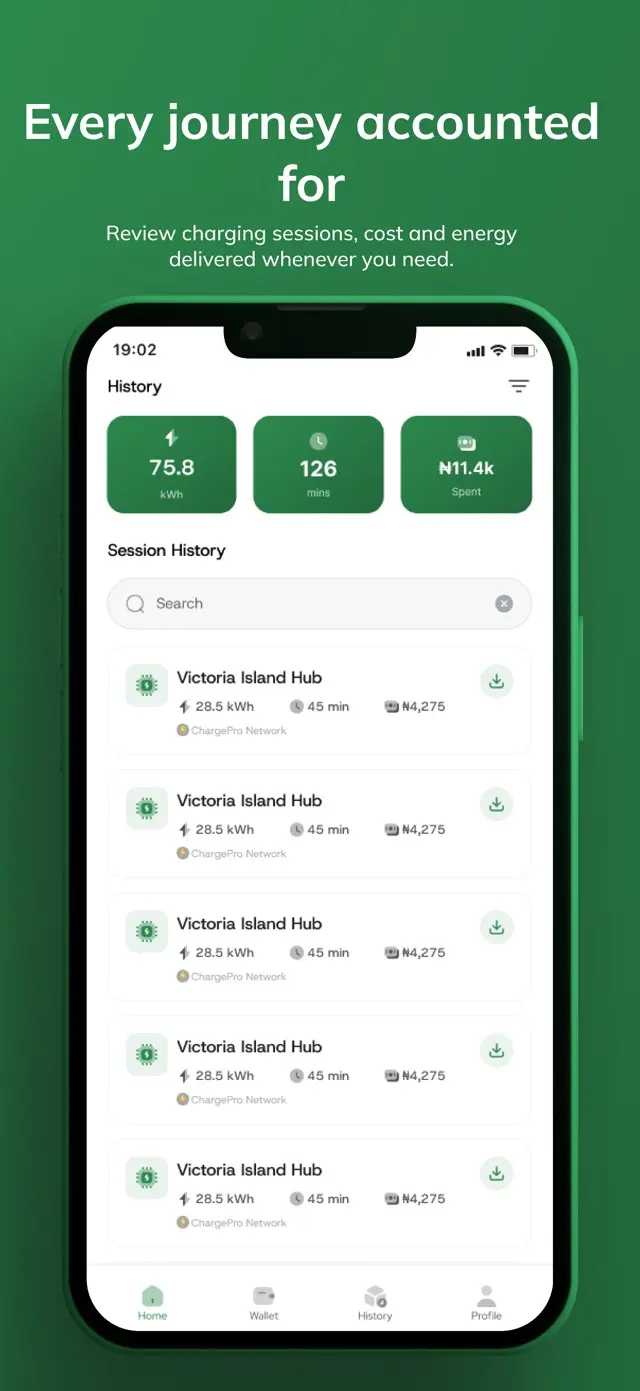 Every journey accounted
for
Review charging sessions, cost and energy
delivered whenever you need.
19:02
History
75.8
kWh
126
mins
₦11.4k
Spent
Session History
Search
Victoria Island Hub
28.5 kWh 45 min ₦4,275
ChargePro Network
Victoria Island Hub
28.5 kWh 45 min ₦4,275
ChargePro Network
Victoria Island Hub
28.5 kWh 45 min ₦4,275
ChargePro Network
Victoria Island Hub
28.5 kWh 45 min ₦4,275
ChargePro Network
Victoria Island Hub
28.5 kWh 45 min ₦4,275
ChargePro Network
Home Wallet History Profile